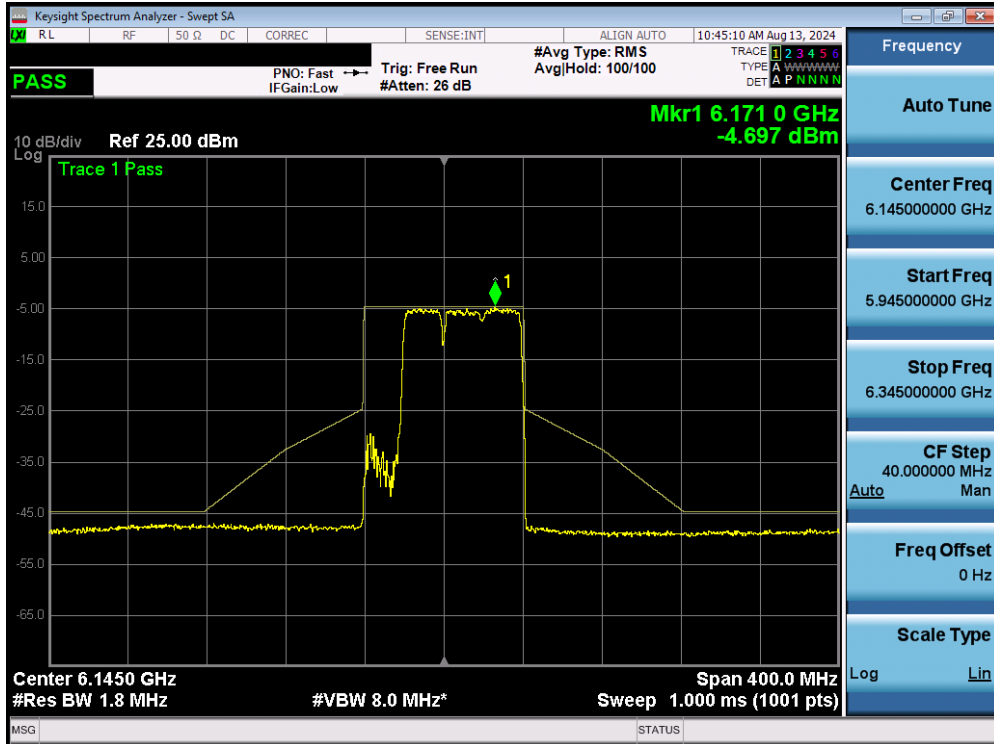 Keysight Spectrum Analyzer - Swept SA
LXI RL RF 50 Ω DC CORREC SENSE:INT ALIGN AUTO 10:45:10 AM Aug 13, 2024
PASS
PNO: Fast
IFGain:Low
Trig: Free Run
#Atten: 26 dB
#Avg Type: RMS
Avg|Hold: 100/100
TRACE 1 2 3 4 5 6
TYPE A WWWWW
DET A P N N N N
Mkr1 6.171 0 GHz
-4.697 dBm
10 dB/div Ref 25.00 dBm
Log
Trace 1 Pass
1
15.0
5.00
-5.00
-15.0
-25.0
-35.0
-45.0
-55.0
-65.0
Center 6.1450 GHz Span 400.0 MHz
#Res BW 1.8 MHz #VBW 8.0 MHz* Sweep 1.000 ms (1001 pts)
MSG STATUS
Frequency
Auto Tune
Center Freq
6.145000000 GHz
Start Freq
5.945000000 GHz
Stop Freq
6.345000000 GHz
CF Step
40.000000 MHz
Auto Man
Freq Offset
0 Hz
Scale Type
Log Lin